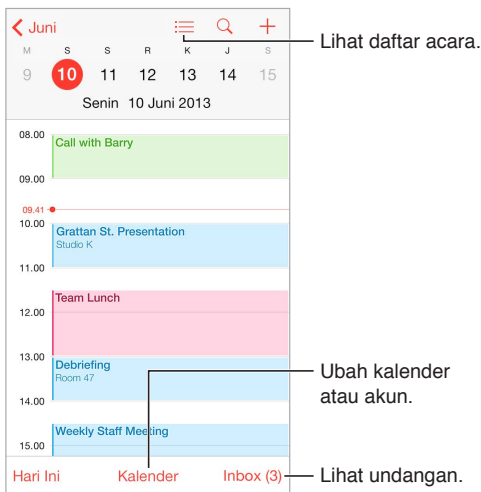 Juni
Lihat daftar acara.
M S S R K J S
9 10 11 12 13 14 15
Senin 10 Juni 2013
08.00
Call with Barry
09.00
09.41
10.00
Grattan St. Presentation
Studio K
11.00
Team Lunch
12.00
13.00
Debriefing
Room 47
Ubah kalender
atau akun.
14.00
Weekly Staff Meeting
15.00
Hari Ini Kalender Inbox (3)
Lihat undangan.